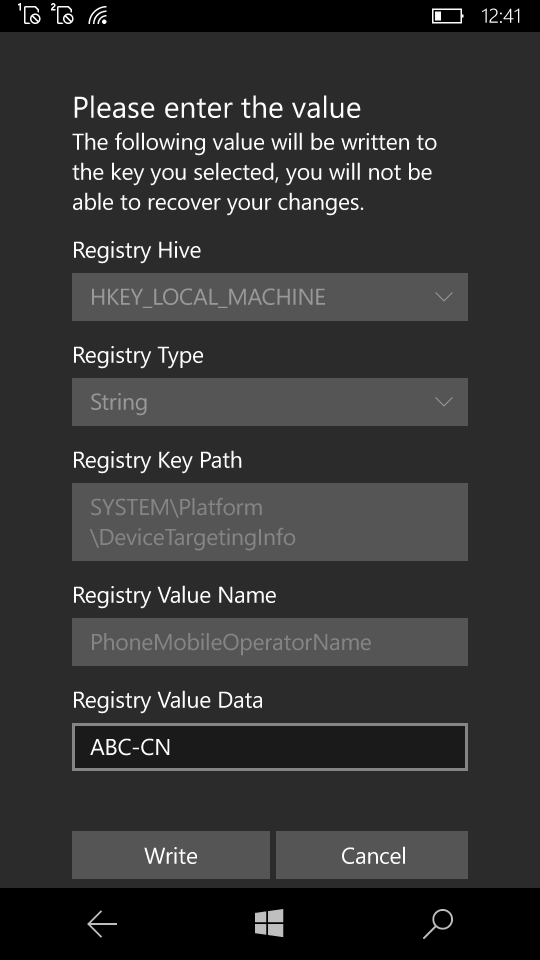 1 2 12:41
Please enter the value
The following value will be written to
the key you selected, you will not be
able to recover your changes.
Registry Hive
HKEY_LOCAL_MACHINE
Registry Type
String
Registry Key Path
SYSTEM\Platform
\DeviceTargetingInfo
Registry Value Name
PhoneMobileOperatorName
Registry Value Data
ABC-CN
Write Cancel